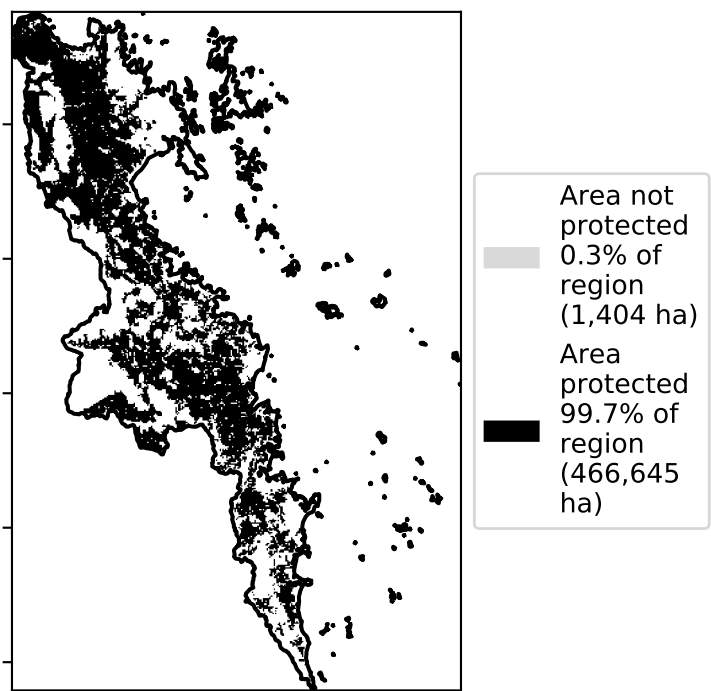 Area not
protected
0.3% of
region
(1,404 ha)
Area
protected
99.7% of
region
(466,645
ha)